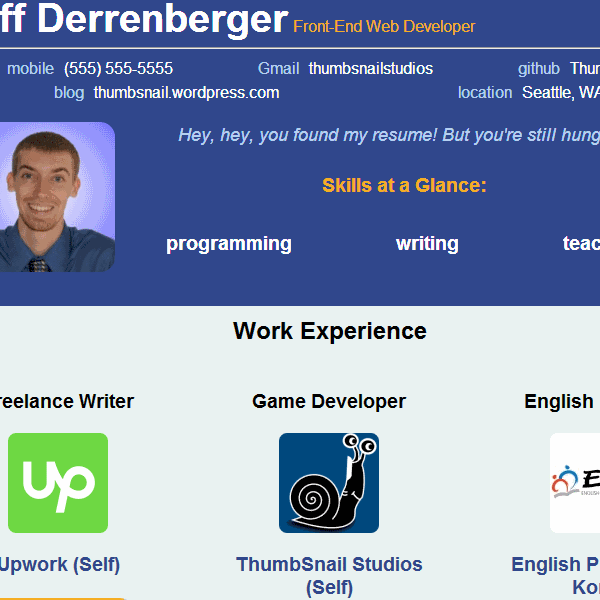 ff Derrenberger Front-End Web Developer
mobile (555) 555-5555 Gmail thumbsnailstudios github Thu
blog thumbsnail.wordpress.com location Seattle, WA
Hey, hey, you found my resume! But you're still hung
Skills at a Glance:
programming writing teac
Work Experience
reelance Writer Game Developer English
up E
ENGLISH
Upwork (Self) ThumbSnail Studios English P
(Self) Ko